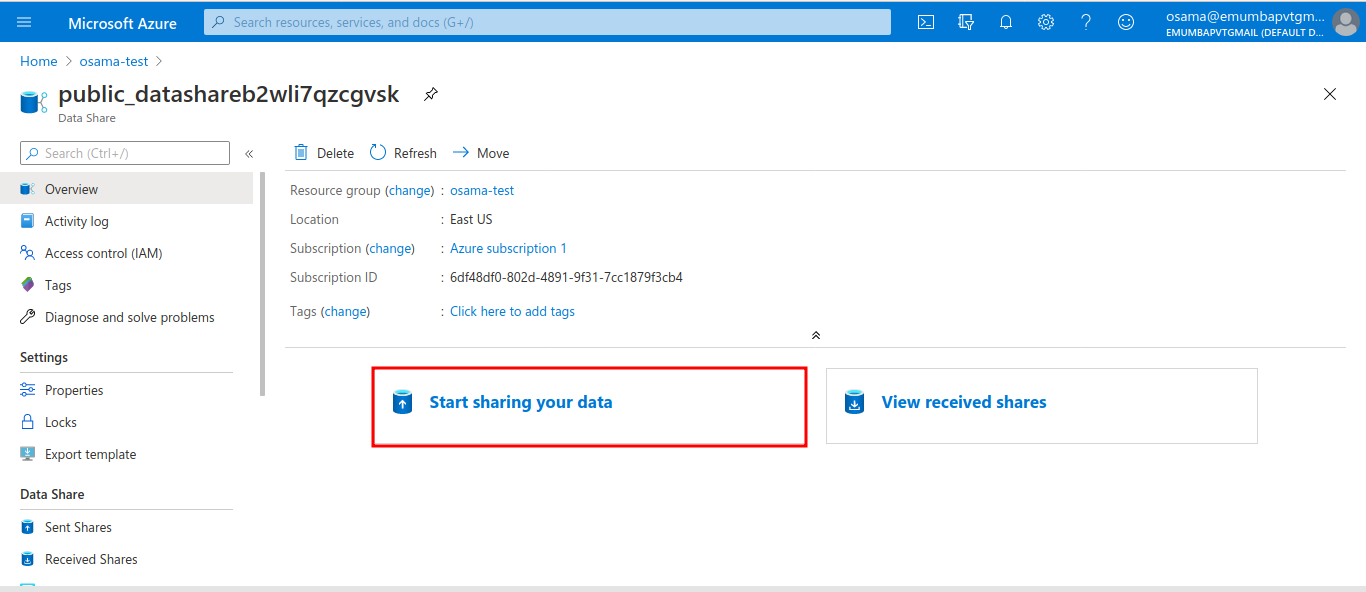 Microsoft Azure
Search resources, services, and docs (G+/)
osama@emumbapvtgm...
EMUMBAPVTGMAIL (DEFAULT D...
Home > osama-test >
public_datashareb2wli7qzcgvsk
Data Share
Search (Ctrl+/)
«
Overview
Activity log
Access control (IAM)
Tags
Diagnose and solve problems
Settings
Properties
Locks
Export template
Data Share
Sent Shares
Received Shares
Delete Refresh Move
Resource group (change) : osama-test
Location : East US
Subscription (change) : Azure subscription 1
Subscription ID : 6df48df0-802d-4891-9f31-7cc1879f3cb4
Tags (change) : Click here to add tags
Start sharing your data
View received shares